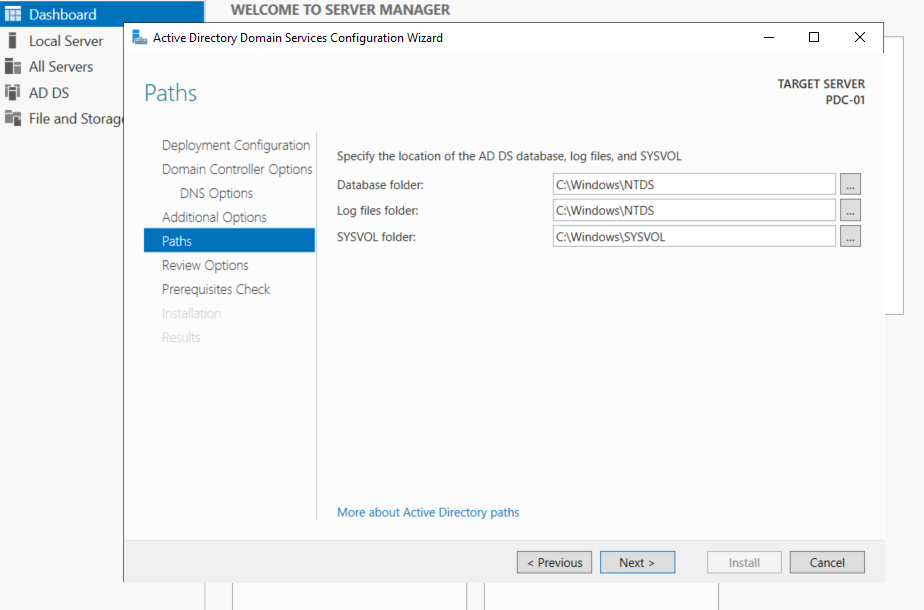 WELCOME TO SERVER MANAGER
Dashboard
Local Server
All Servers
AD DS
File and Storag
Active Directory Domain Services Configuration Wizard
Paths
TARGET SERVER
PDC-01
Deployment Configuration
Domain Controller Options
DNS Options
Additional Options
Paths
Review Options
Prerequisites Check
Installation
Results
Specify the location of the AD DS database, log files, and SYSVOL
Database folder: C:\Windows\NTDS ...
Log files folder: C:\Windows\NTDS ...
SYSVOL folder: C:\Windows\SYSVOL ...
More about Active Directory paths
< Previous Next > Install Cancel